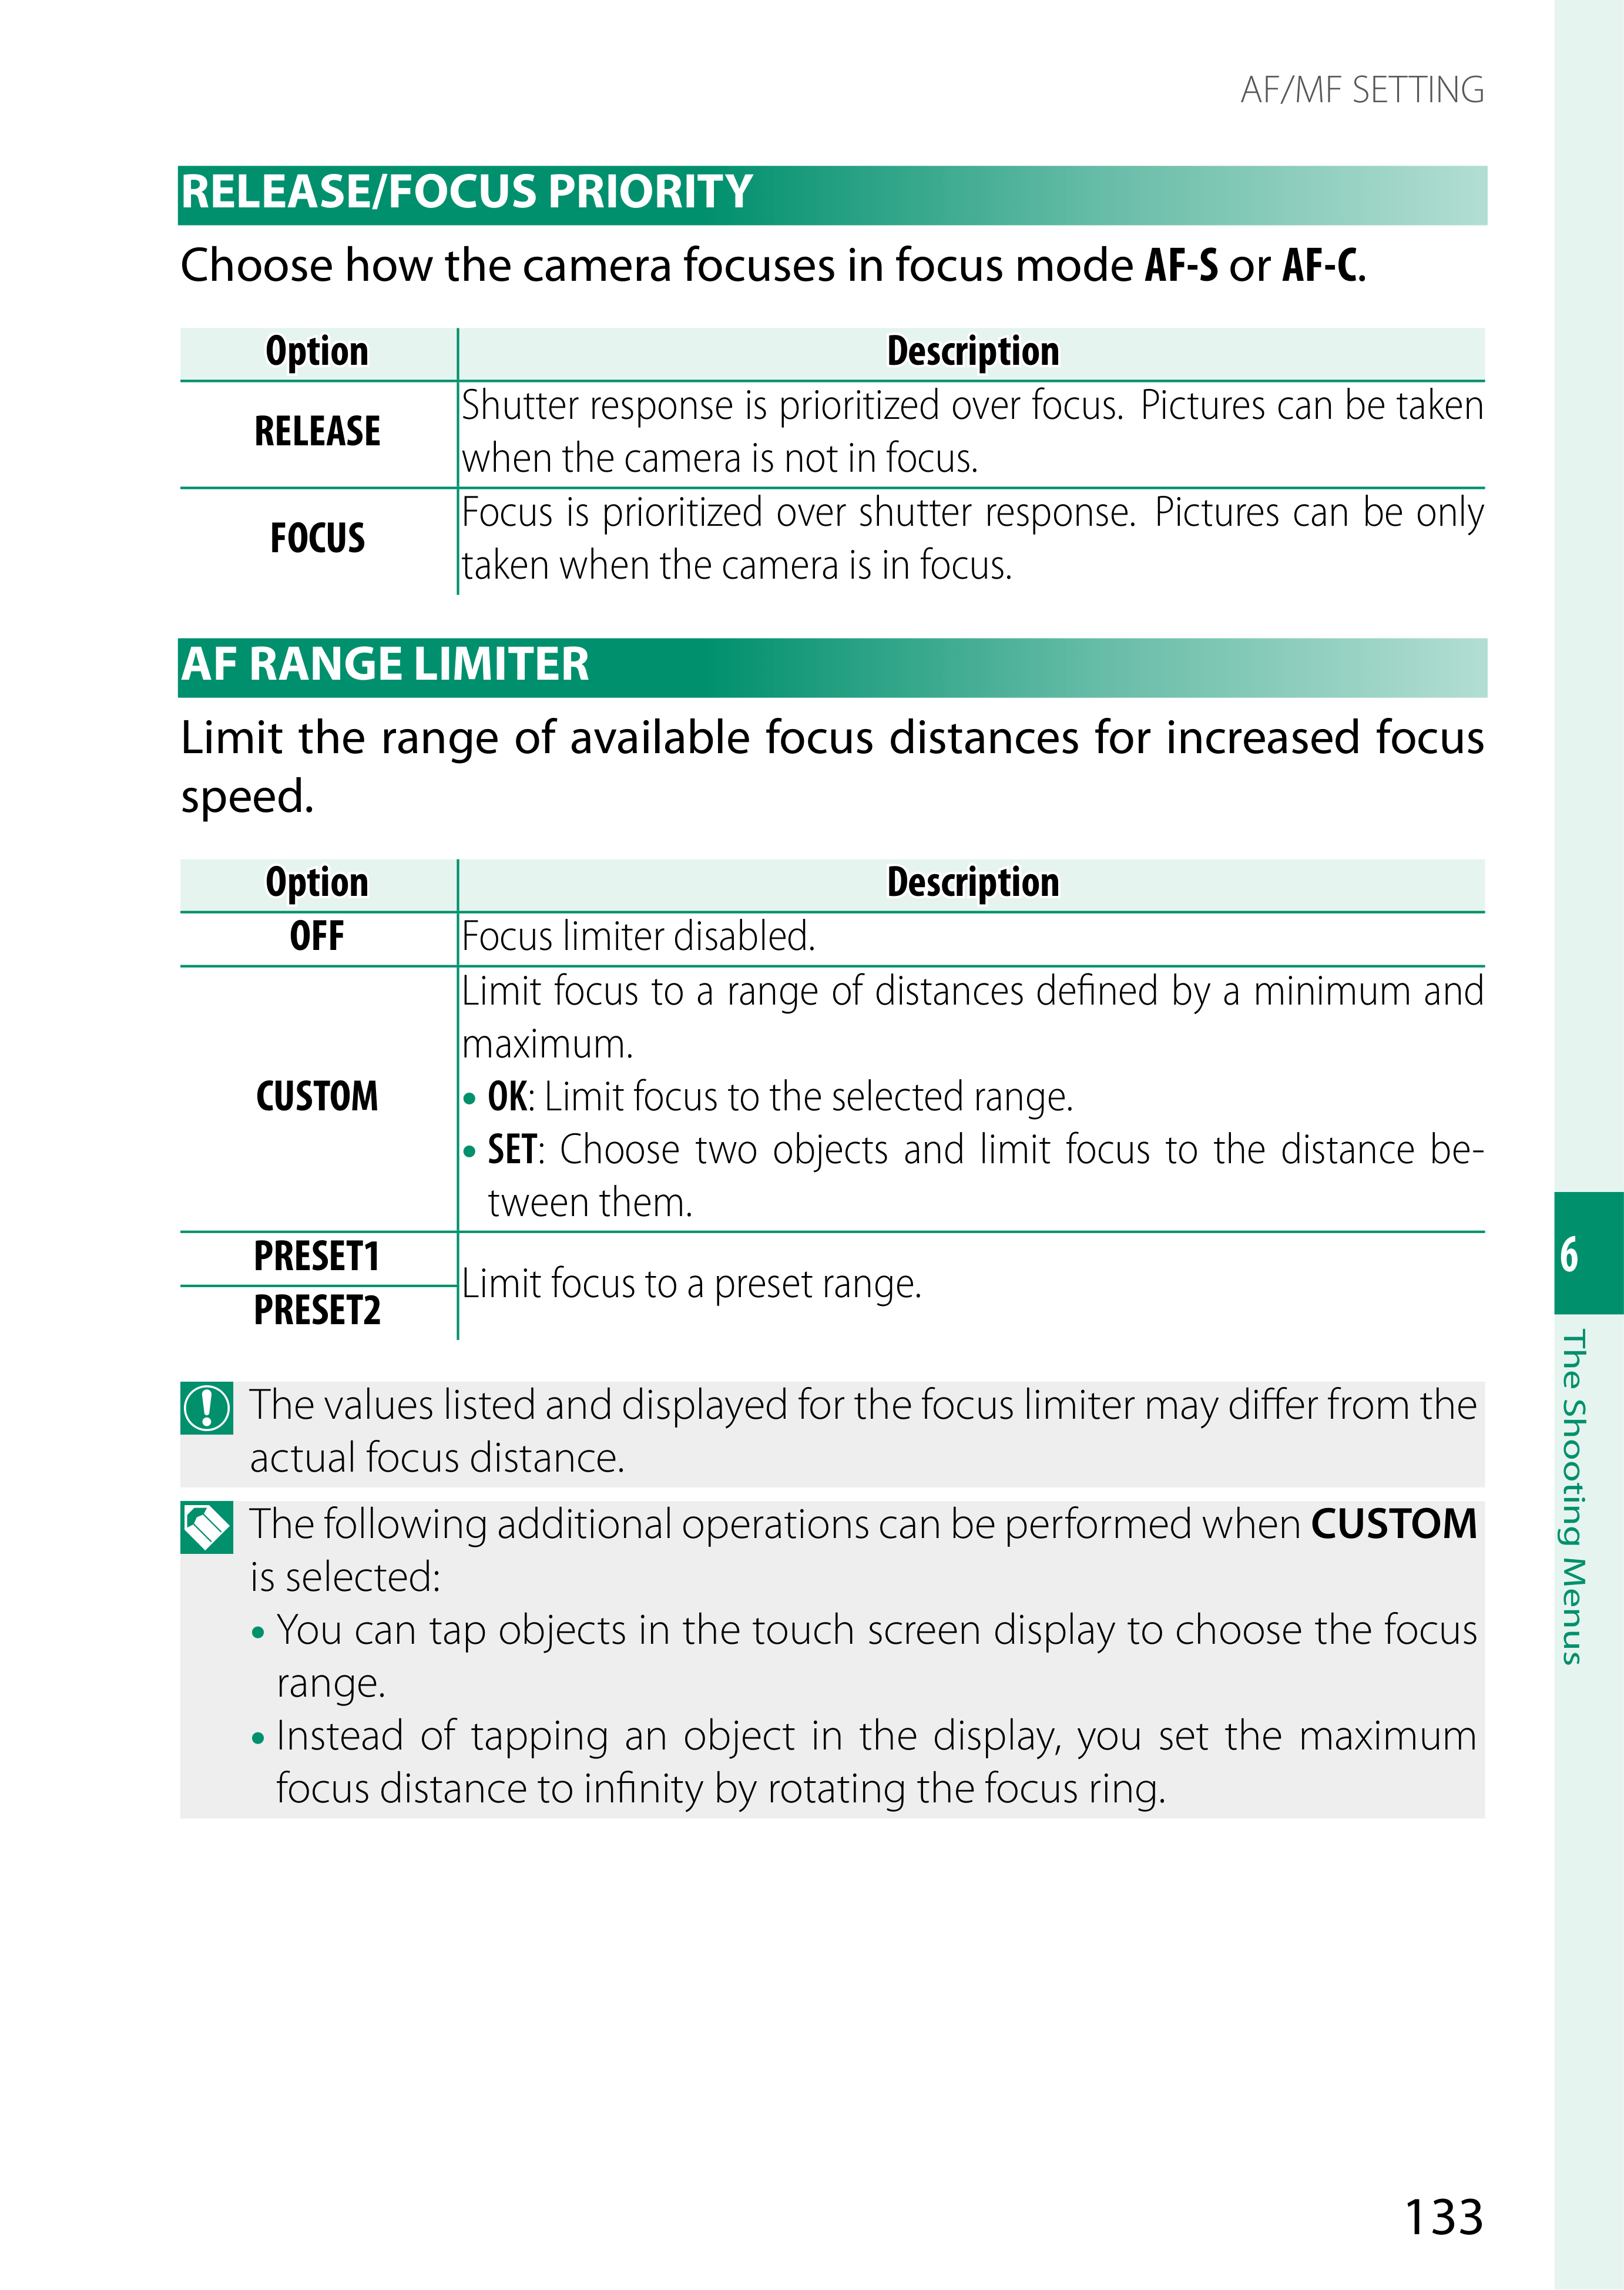 AF/MF SETTING
RELEASE/FOCUS PRIORITY
Choose how the camera focuses in focus mode AF-S or AF-C.
Option Description
RELEASE
Shutter response is prioritized over focus. Pictures can be taken
when the camera is not in focus.
FOCUS
Focus is prioritized over shutter response. Pictures can be only
taken when the camera is in focus.
AF RANGE LIMITER
Limit the range of available focus distances for increased focus
speed.
Option Description
OFF Focus limiter disabled.
CUSTOM
Limit focus to a range of distances defined by a minimum and
maximum.
• OK: Limit focus to the selected range.
• SET: Choose two objects and limit focus to the distance be-
tween them.
PRESET1
PRESET2
Limit focus to a preset range.
The values listed and displayed for the focus limiter may differ from the
actual focus distance.
The following additional operations can be performed when CUSTOM
is selected:
• You can tap objects in the touch screen display to choose the focus
range.
• Instead of tapping an object in the display, you set the maximum
focus distance to infinity by rotating the focus ring.
6
The Shooting Menus
133